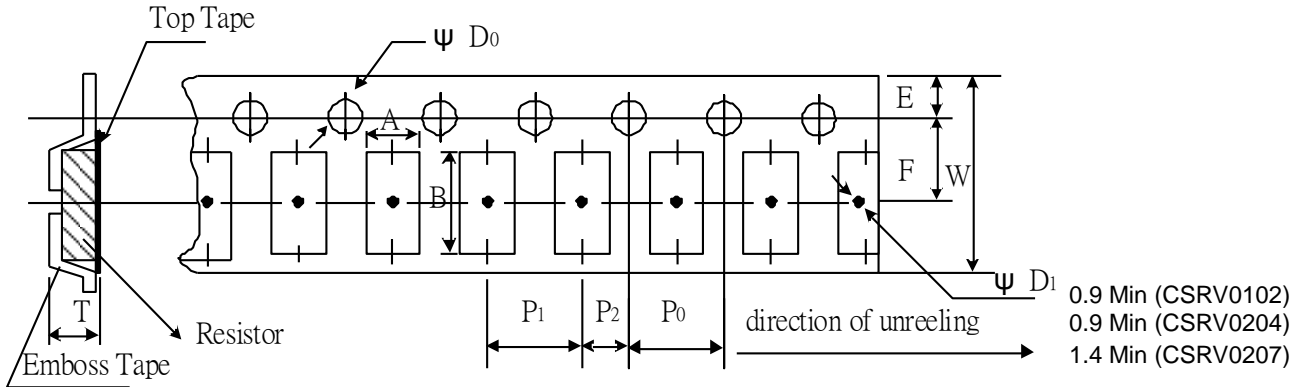 Top Tape
Ψ D0
E
A
F
W
B
Ψ D1
0.9 Min (CSRV0102)
T
Resistor
P1
P2
P0
direction of unreeling
0.9 Min (CSRV0204)
1.4 Min (CSRV0207)
Emboss Tape